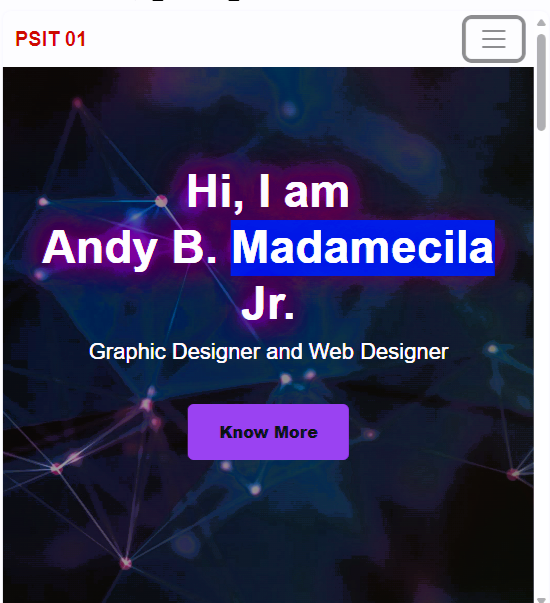 PSIT 01
Hi, I am
Andy B. Madamecila
Jr.
Graphic Designer and Web Designer
Know More